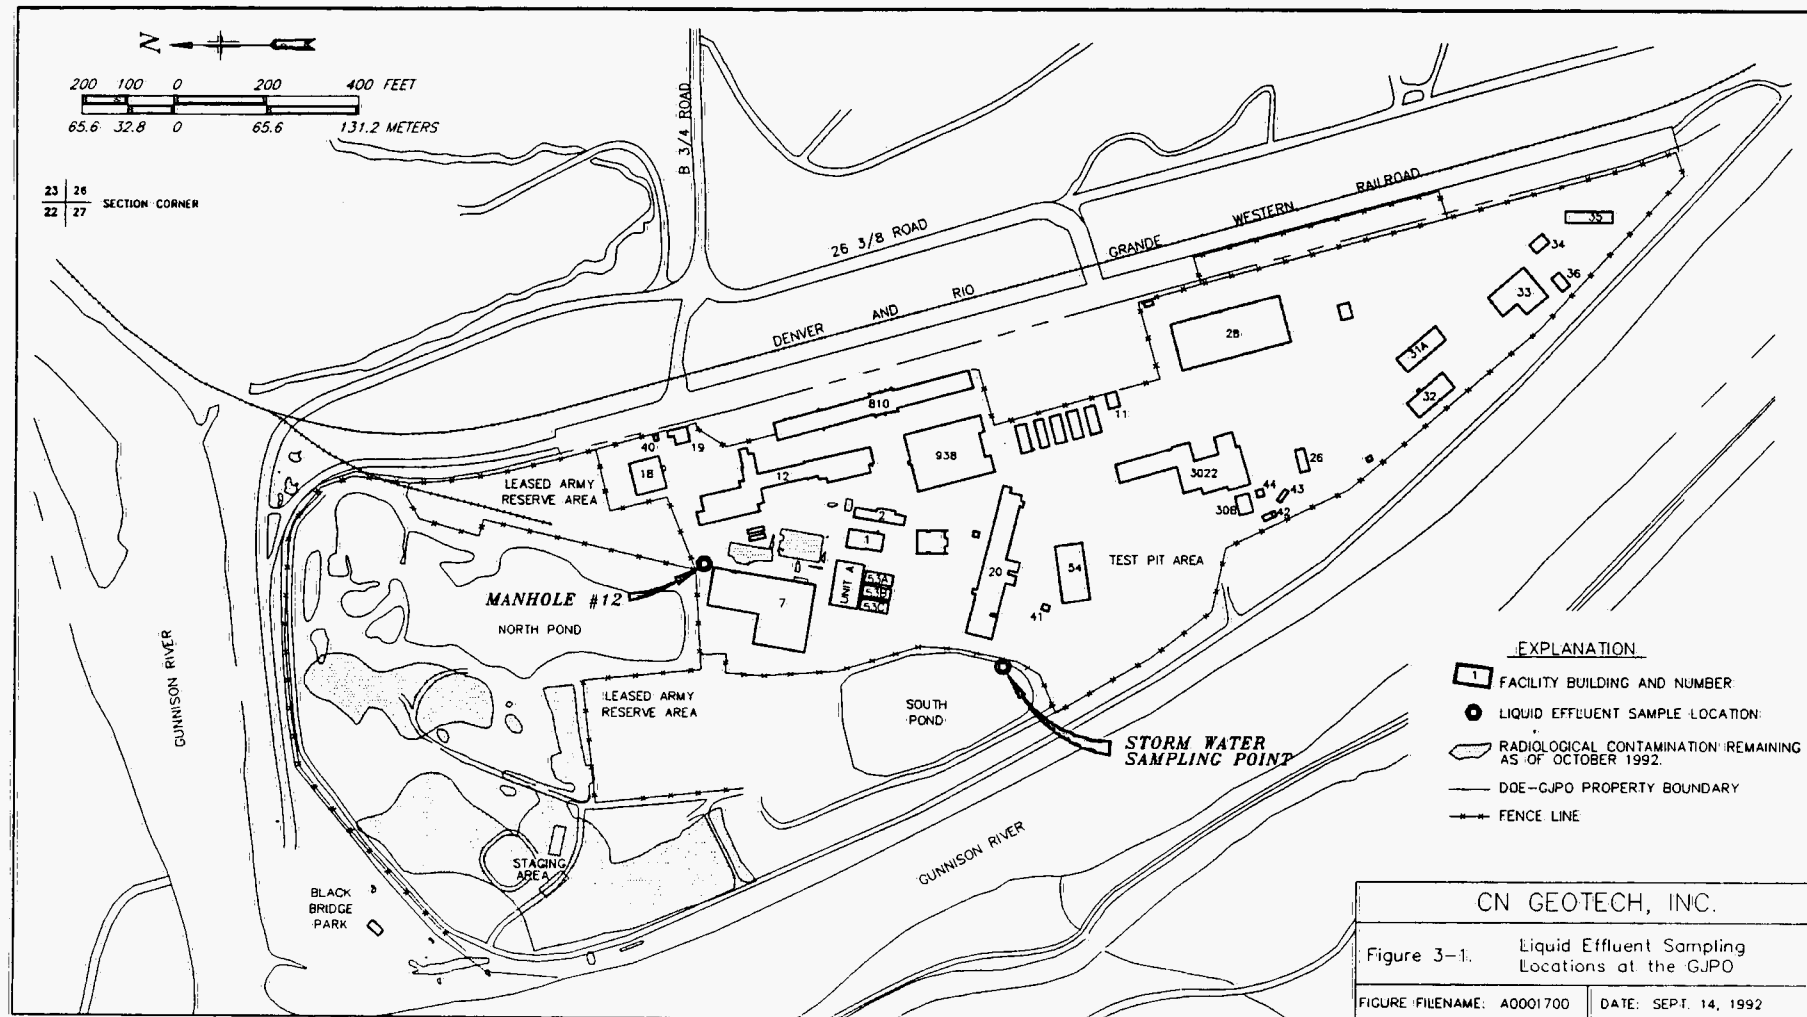 N
200 100 0 200 400 FEET
65.6 32.8 0 65.6 131.2 METERS
23 26
22 27
SECTION CORNER
B 3/4 ROAD
26 3/8 ROAD
DENVER AND RIO GRANDE WESTERN RAILROAD
35
34
36
33
28
31A
32
810
11
40
19
18
12
938
3022
26
44
43
30B
42
LEASED ARMY
RESERVE AREA
2
1
20
54
TEST PIT AREA
UNIT A
53A
53B
53C
7
41
MANHOLE #12
NORTH POND
GUNNISON RIVER
LEASED ARMY
RESERVE AREA
SOUTH
POND
STORM WATER
SAMPLING POINT
STAGING
AREA
BLACK
BRIDGE
PARK
GUNNISON RIVER
EXPLANATION
1 FACILITY BUILDING AND NUMBER
LIQUID EFFLUENT SAMPLE LOCATION
RADIOLOGICAL CONTAMINATION REMAINING
AS OF OCTOBER 1992.
DOE-GJPO PROPERTY BOUNDARY
FENCE LINE
CN GEOTECH, INC.
Figure 3-1. Liquid Effluent Sampling
Locations at the GJPO
FIGURE FILENAME: A0001700 DATE: SEPT. 14, 1992